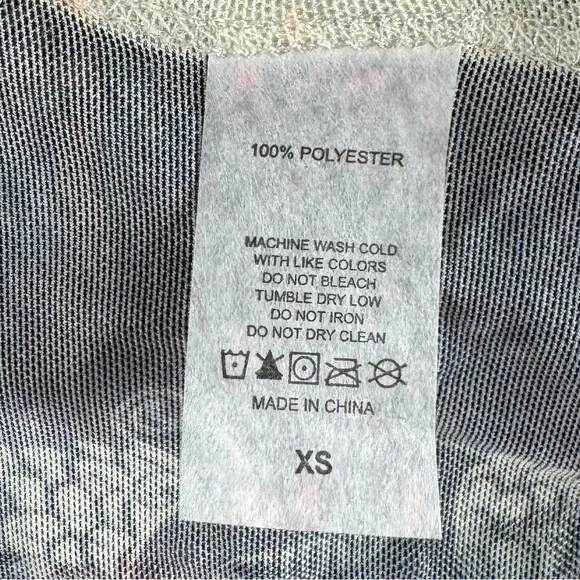 100% POLYESTER
MACHINE WASH COLD
WITH LIKE COLORS
DO NOT BLEACH
TUMBLE DRY LOW
DO NOT IRON
DO NOT DRY CLEAN
MADE IN CHINA
XS